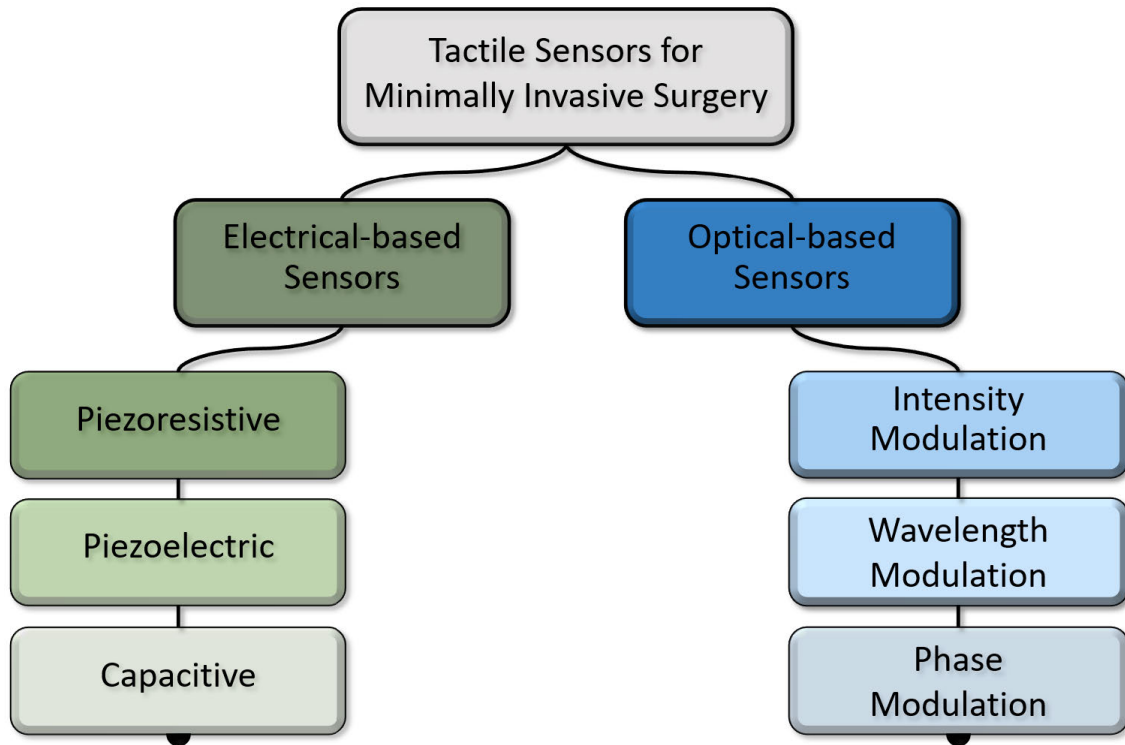 Tactile Sensors for
Minimally Invasive Surgery
Electrical-based
Sensors
Optical-based
Sensors
Piezoresistive
Piezoelectric
Capacitive
Intensity
Modulation
Wavelength
Modulation
Phase
Modulation